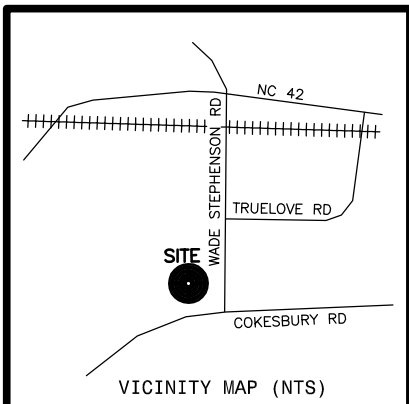 NC 42
WADE STEPHENSON RD
TRUELOVE RD
SITE
COKESBURY RD
VICINITY MAP (NTS)